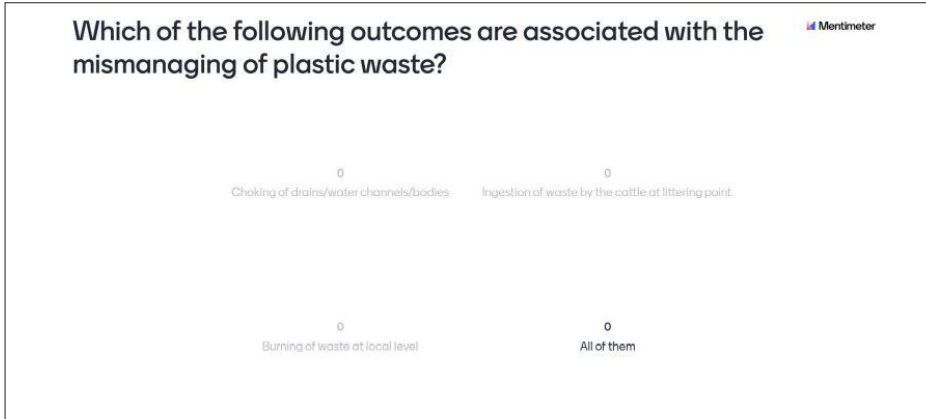 Which of the following outcomes are associated with the
mismanaging of plastic waste?
Mentimeter
0
Choking of drains/water channels/bodies
0
Ingestion of waste by the cattle at littering point.
0
Burning of waste at local level
0
All of them